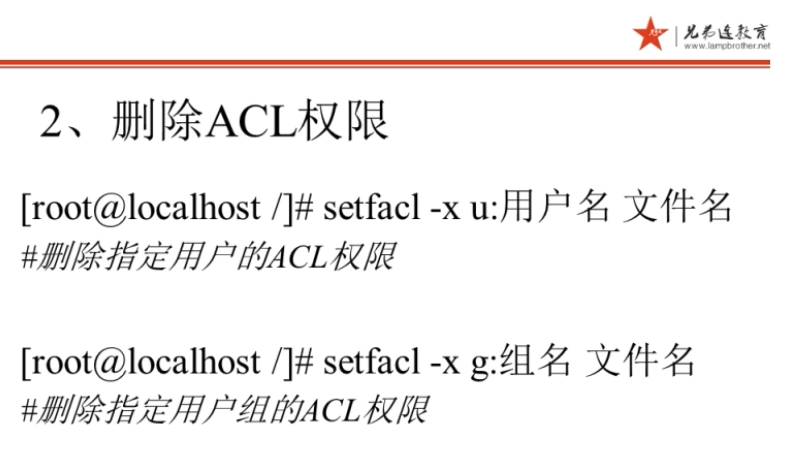 兄弟连教育
www.lampbrother.net
2、删除ACL权限
[root@localhost /]# setfacl -x u:用户名 文件名
#删除指定用户的ACL权限
[root@localhost /]# setfacl -x g:组名 文件名
#删除指定用户组的ACL权限